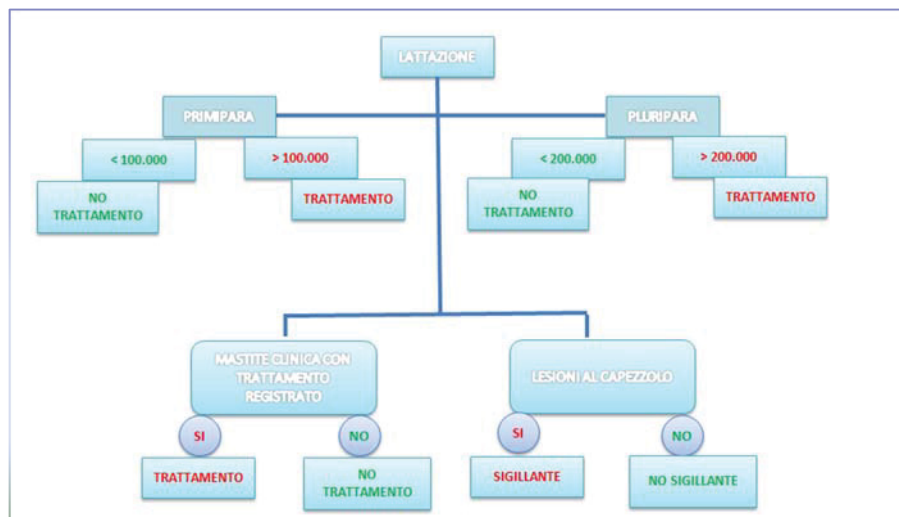 LATTAZIONE
PRIMIPARA
PLURIPARA
< 100.000
> 100.000
< 200.000
> 200.000
NO
TRATTAMENTO
TRATTAMENTO
NO
TRATTAMENTO
TRATTAMENTO
MASTITE CLINICA CON
TRATTAMENTO
REGISTRATO
LESIONI AL CAPEZZOLO
SI
NO
SI
NO
TRATTAMENTO
NO
TRATTAMENTO
SIGILLANTE
NO SIGILLANTE